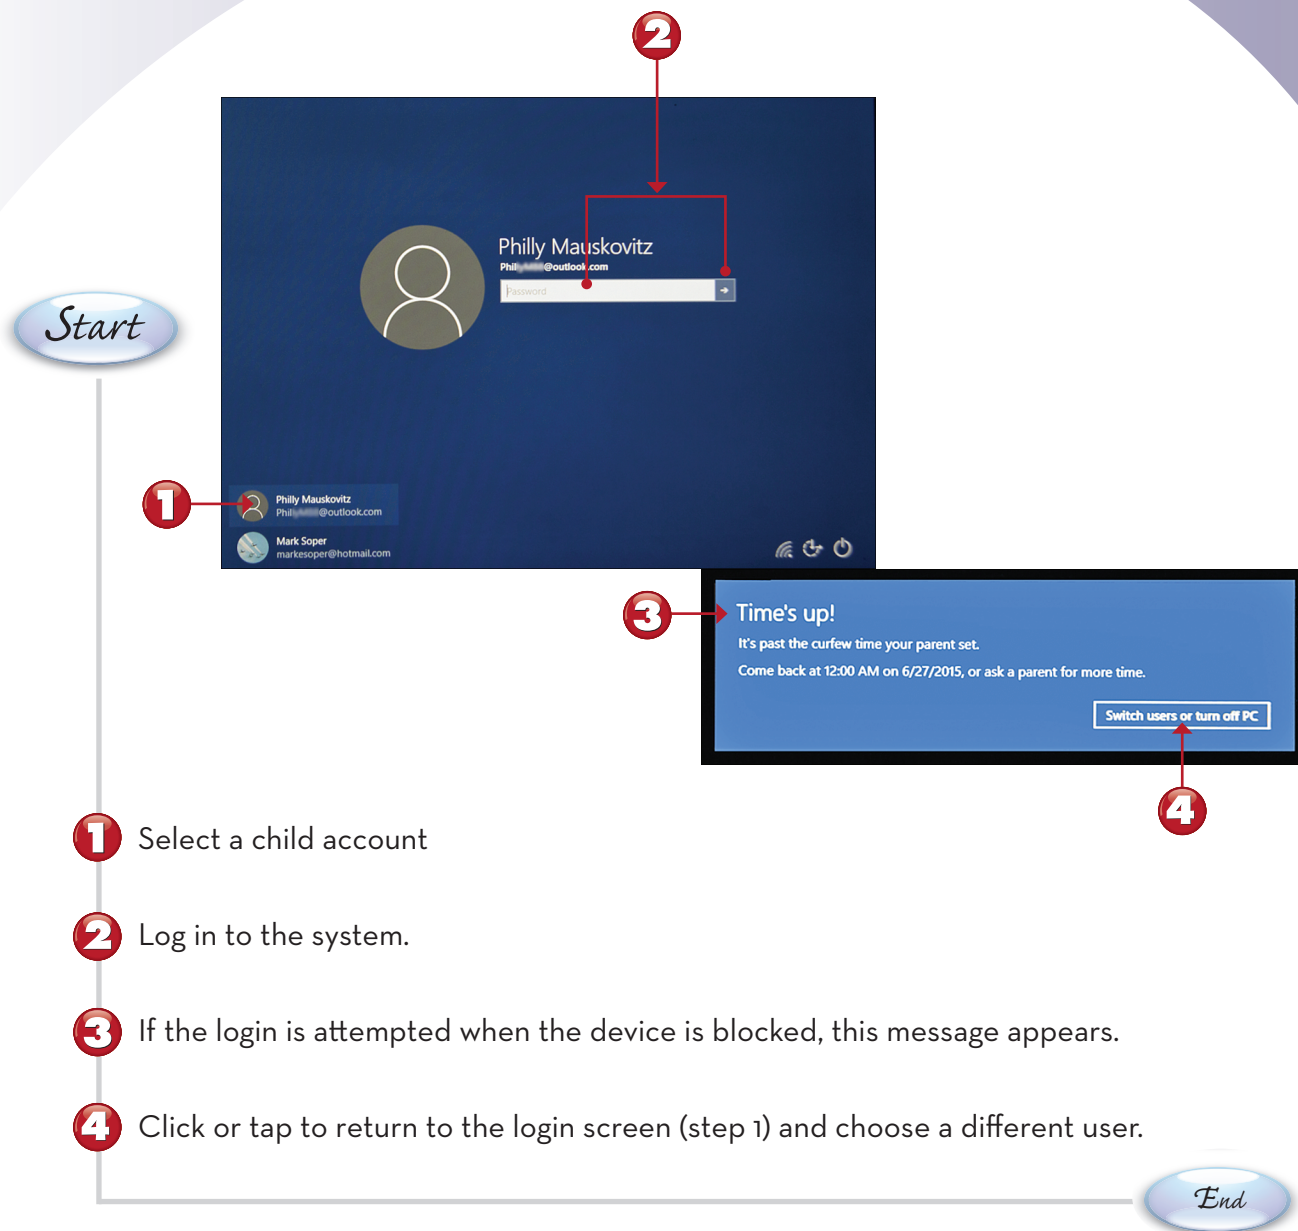 2
Philly Mauskovitz
Phil @outlook.com
Password
Start
1
Philly Mauskovitz
Phil @outlook.com
Mark Soper
markesoper@hotmail.com
3
Time's up!
It's past the curfew time your parent set.
Come back at 12:00 AM on 6/27/2015, or ask a parent for more time.
Switch users or turn off PC
4
1 Select a child account
2 Log in to the system.
3 If the login is attempted when the device is blocked, this message appears.
4 Click or tap to return to the login screen (step 1) and choose a different user.
End